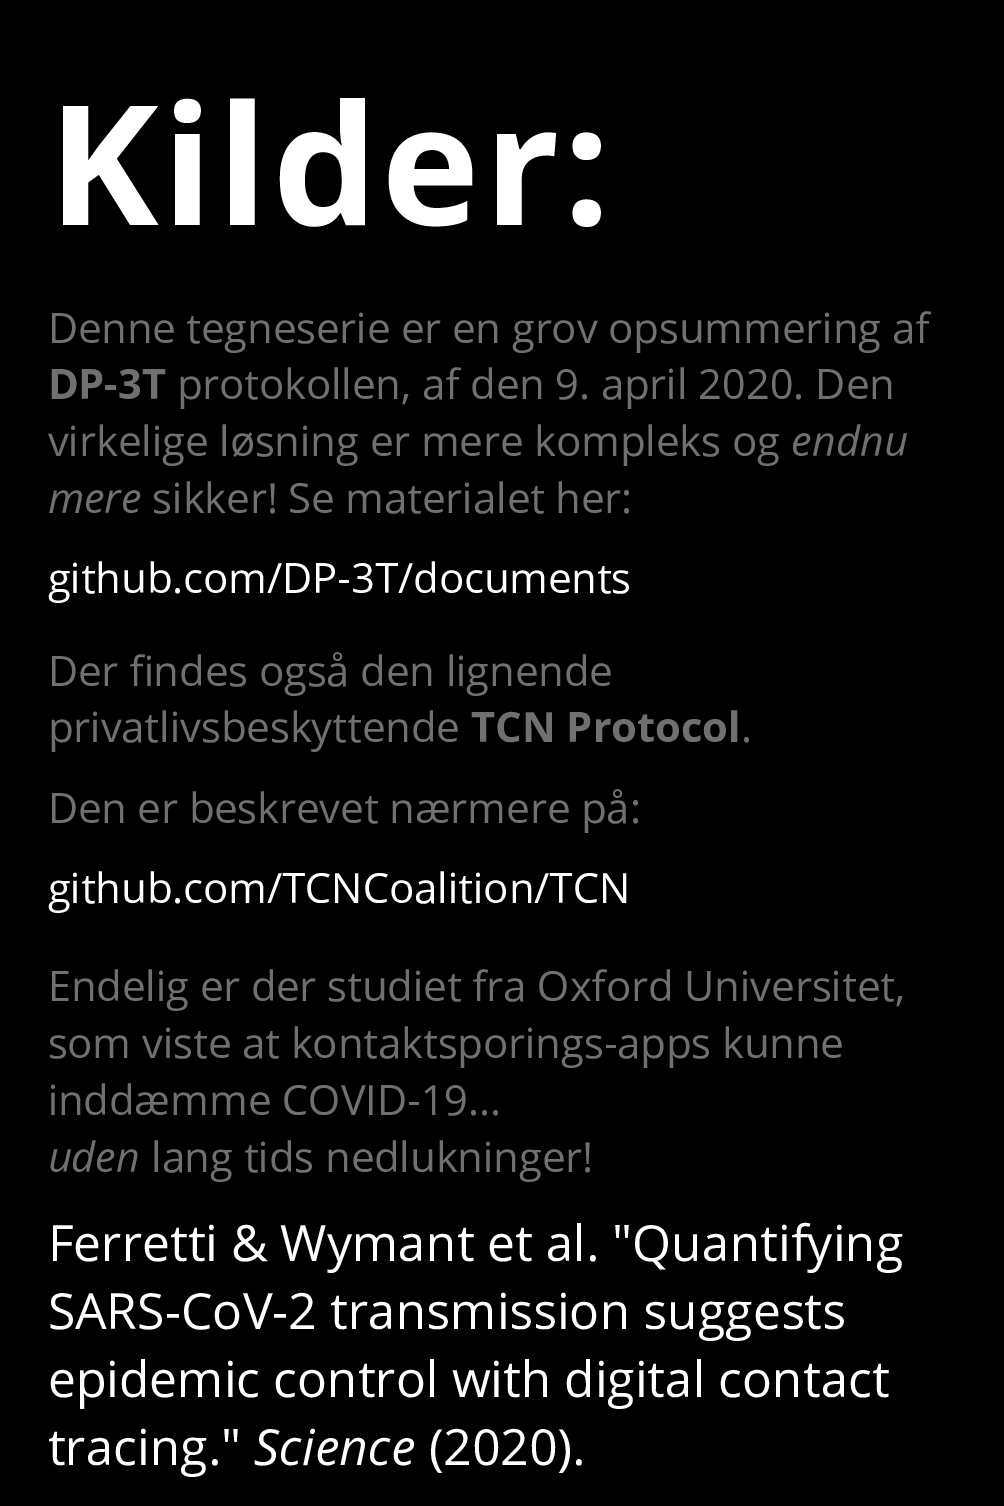 Kilder:
Denne tegneserie er en grov opsummering af
DP-3T protokollen, af den 9. april 2020. Den
virkelige løsning er mere kompleks og endnu
mere sikker! Se materialet her:
github.com/DP-3T/documents
Der findes også den lignende
privatlivsbeskyttende TCN Protocol.
Den er beskrevet nærmere på:
github.com/TCNCoalition/TCN
Endelig er der studiet fra Oxford Universitet,
som viste at kontaktsporings-apps kunne
inddæmme COVID-19...
uden lang tids nedlukninger!
Ferretti & Wymant et al. "Quantifying
SARS-CoV-2 transmission suggests
epidemic control with digital contact
tracing." Science (2020).